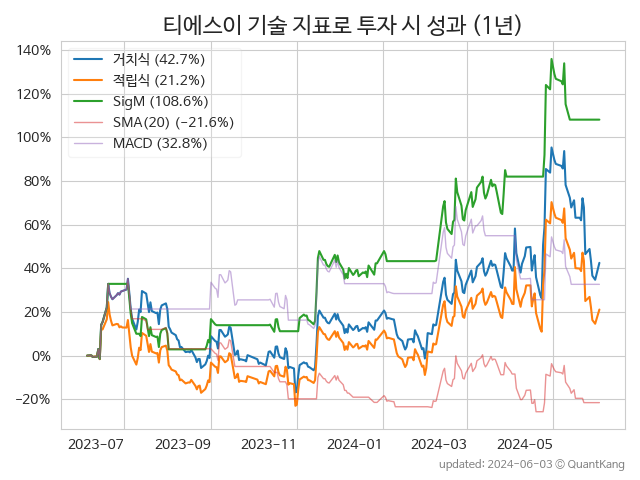 티에스이 기술 지표로 투자 시 성과 (1년)
140%
120%
100%
80%
60%
40%
20%
0%
−20%
거치식 (42.7%)
적립식 (21.2%)
SigM (108.6%)
SMA(20) (−21.6%)
MACD (32.8%)
2023-07
2023-09
2023-11
2024-01
2024-03
2024-05
updated: 2024-06-03 © QuantKang